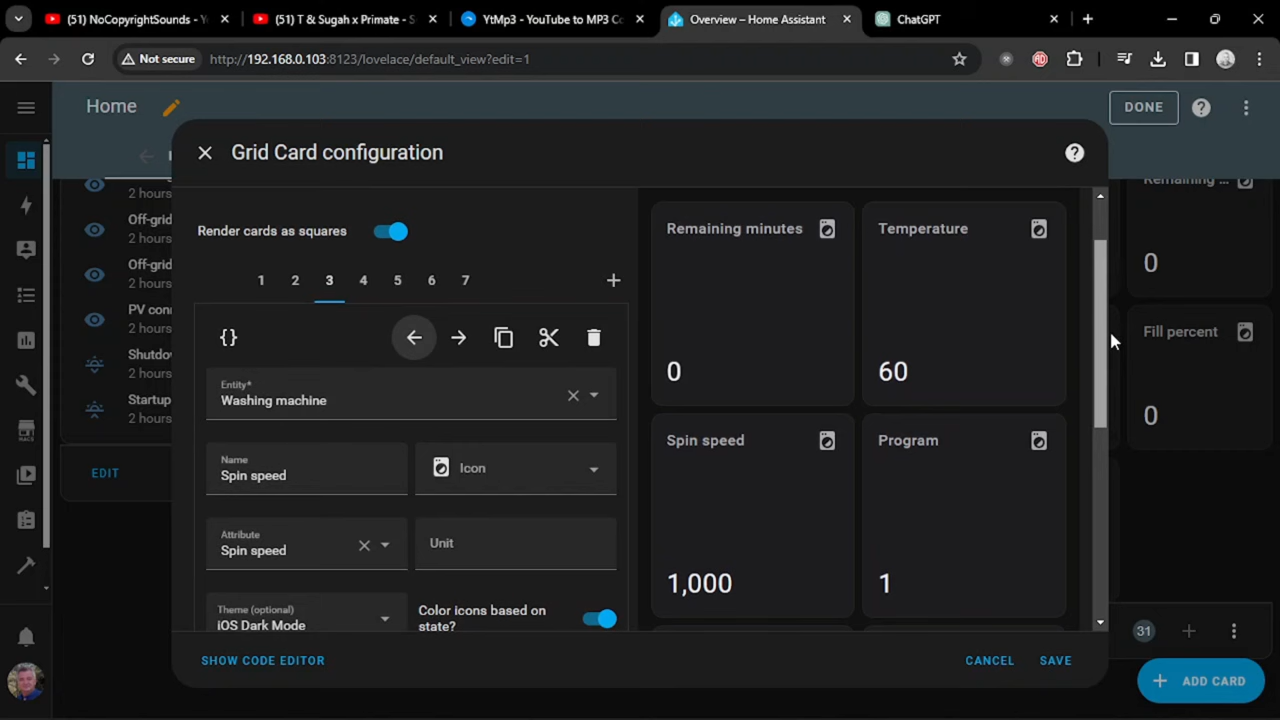 (51) NoCopyrightSounds - Y
(51) T & Sugah x Primate - S
YtMp3 - YouTube to MP3 C
Overview – Home Assistant
ChatGPT
Not secure
http://192.168.0.103:8123/lovelace/default_view?edit=1
AD
Home
DONE
Grid Card configuration
2 hours
Off-grid
2 hours
Off-grid
2 hours
PV con
2 hours
Shutdo
2 hours
Startup
2 hours
EDIT
Render cards as squares
1
2
3
4
5
6
7
{}
Entity*
Washing machine
Name
Spin speed
Icon
Attribute
Spin speed
Unit
Theme (optional)
iOS Dark Mode
Color icons based on
state?
Remaining minutes
0
Temperature
60
Spin speed
1,000
Program
1
Remaining ...
0
Fill percent
0
31
SHOW CODE EDITOR
CANCEL
SAVE
ADD CARD